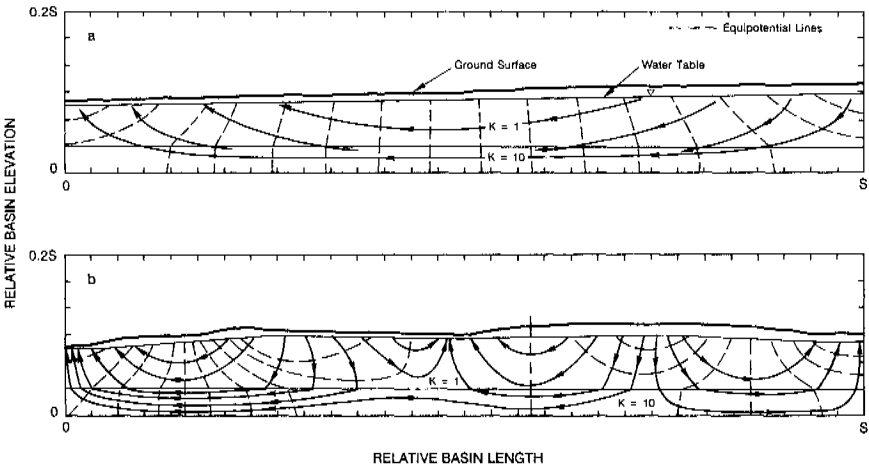 0.2S
a
Equipotential Lines
Ground Surface
Water Table
K = 1
K = 10
0
0
S
RELATIVE BASIN ELEVATION
0.2S
b
K = 1
K = 10
0
0
S
RELATIVE BASIN LENGTH